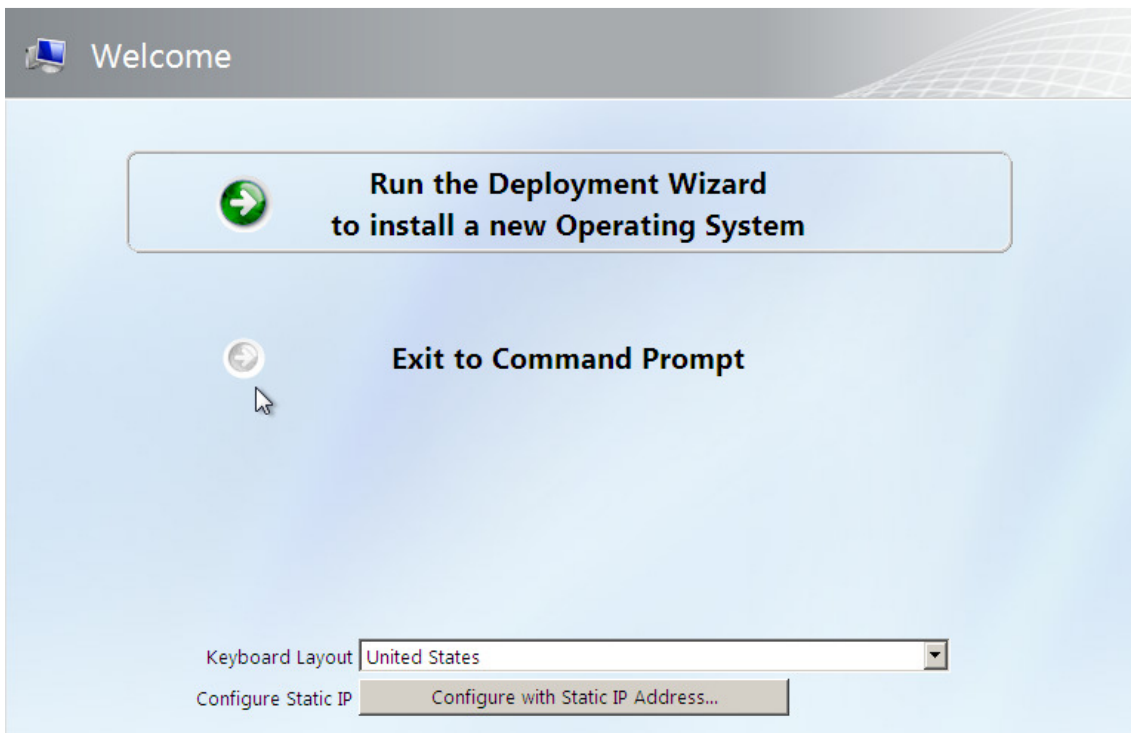 Welcome
Run the Deployment Wizard
to install a new Operating System
Exit to Command Prompt
Keyboard Layout United States
Configure Static IP Configure with Static IP Address...